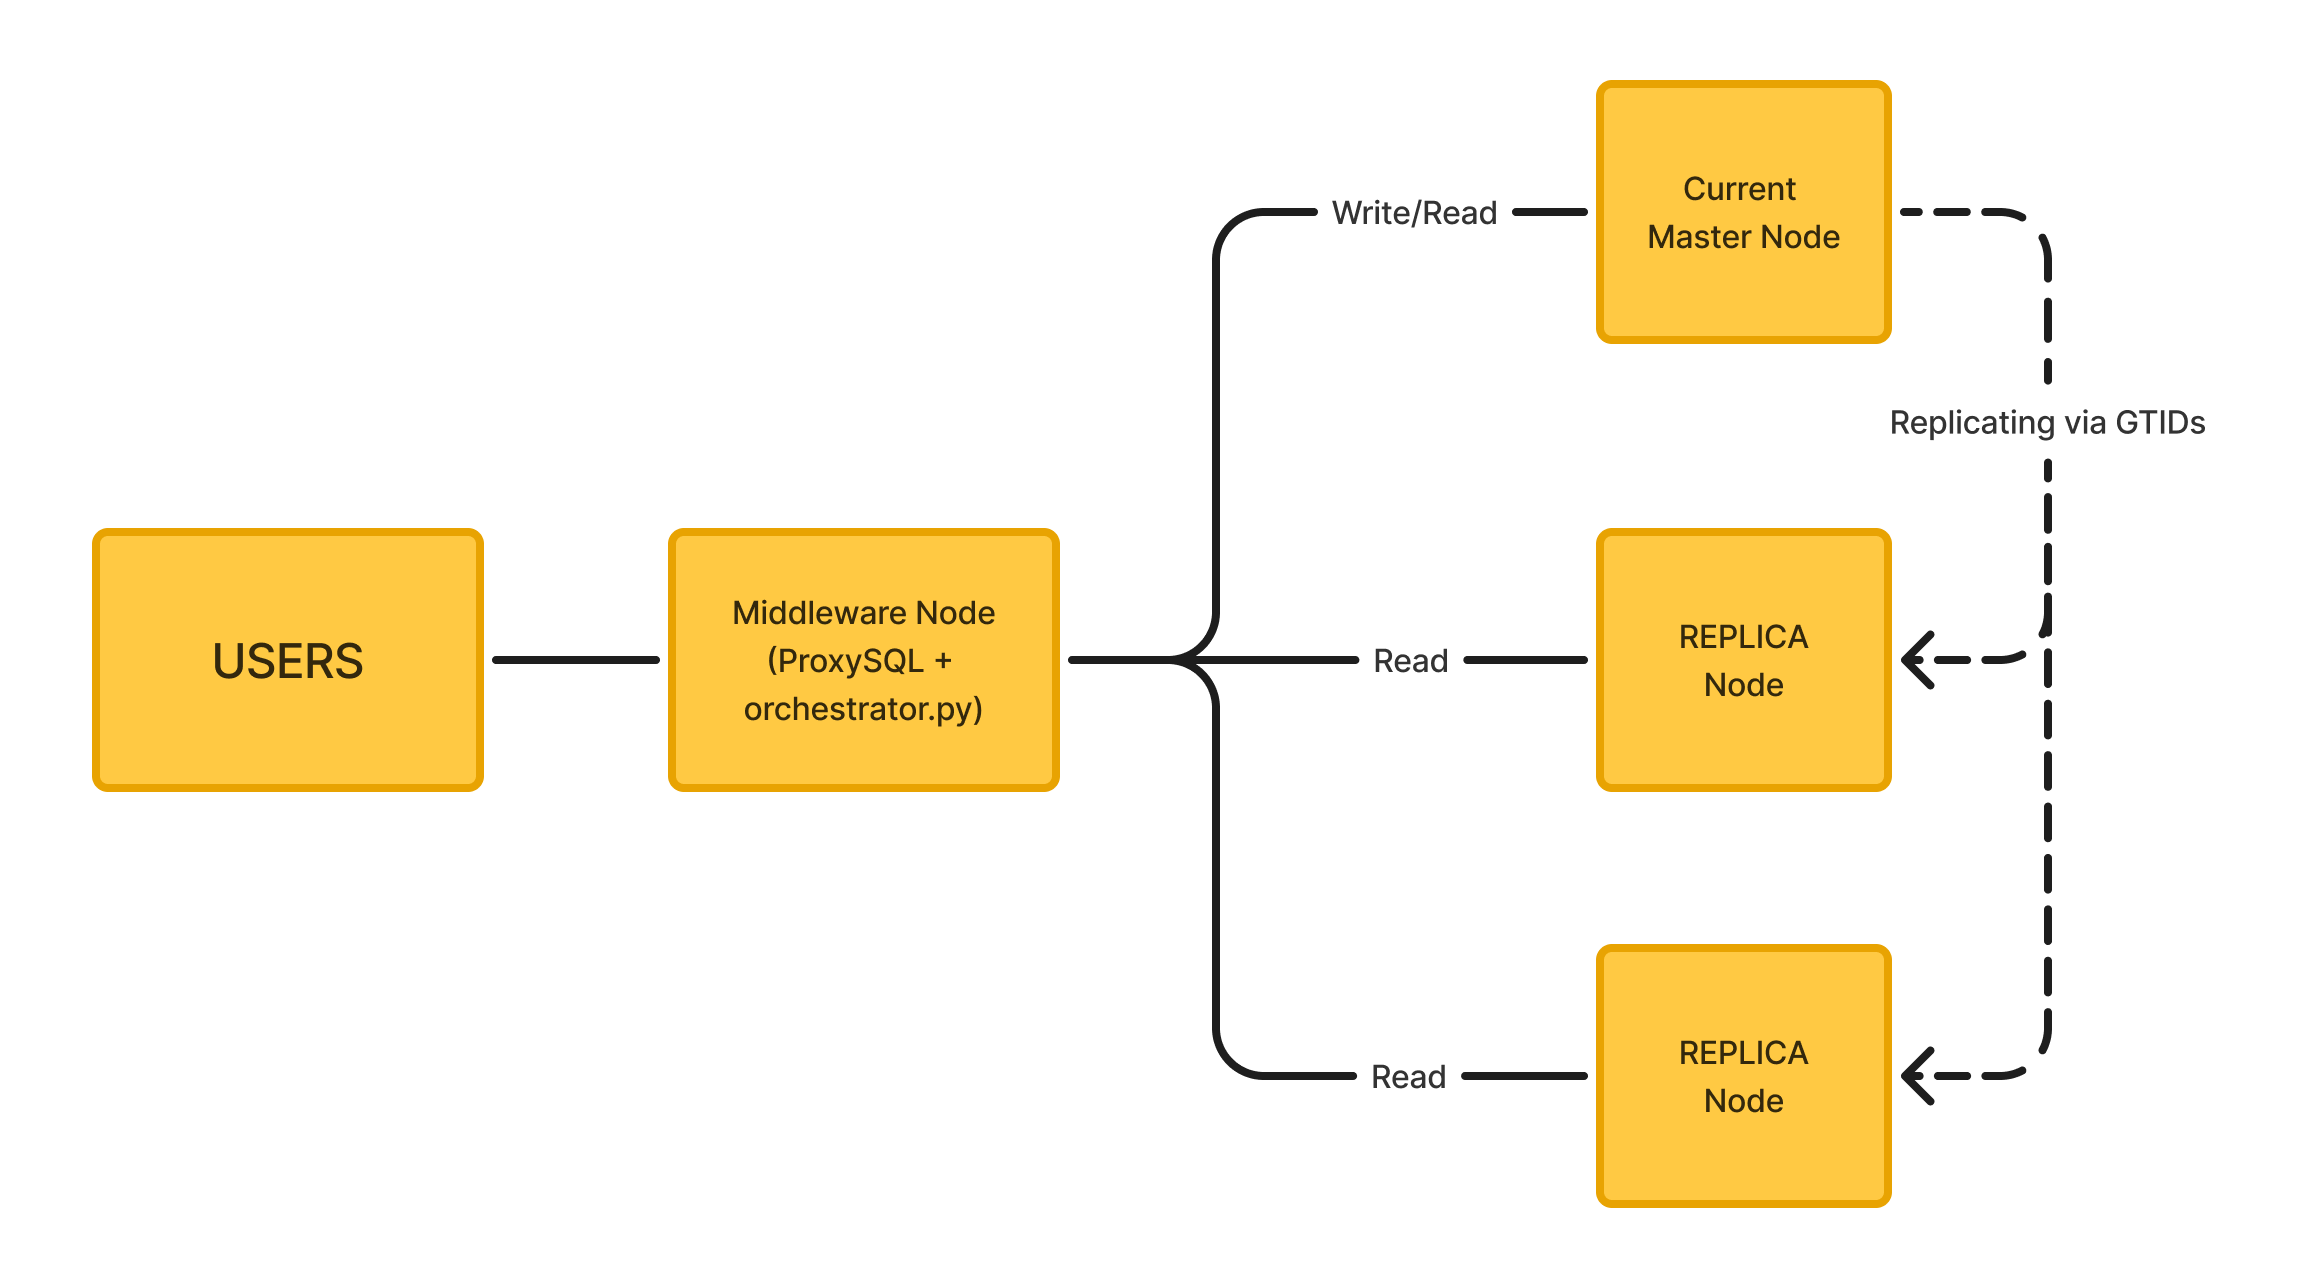 USERS
Middleware Node
(ProxySQL +
orchestrator.py)
Write/Read
Current
Master Node
Replicating via GTIDs
Read
REPLICA
Node
Read
REPLICA
Node